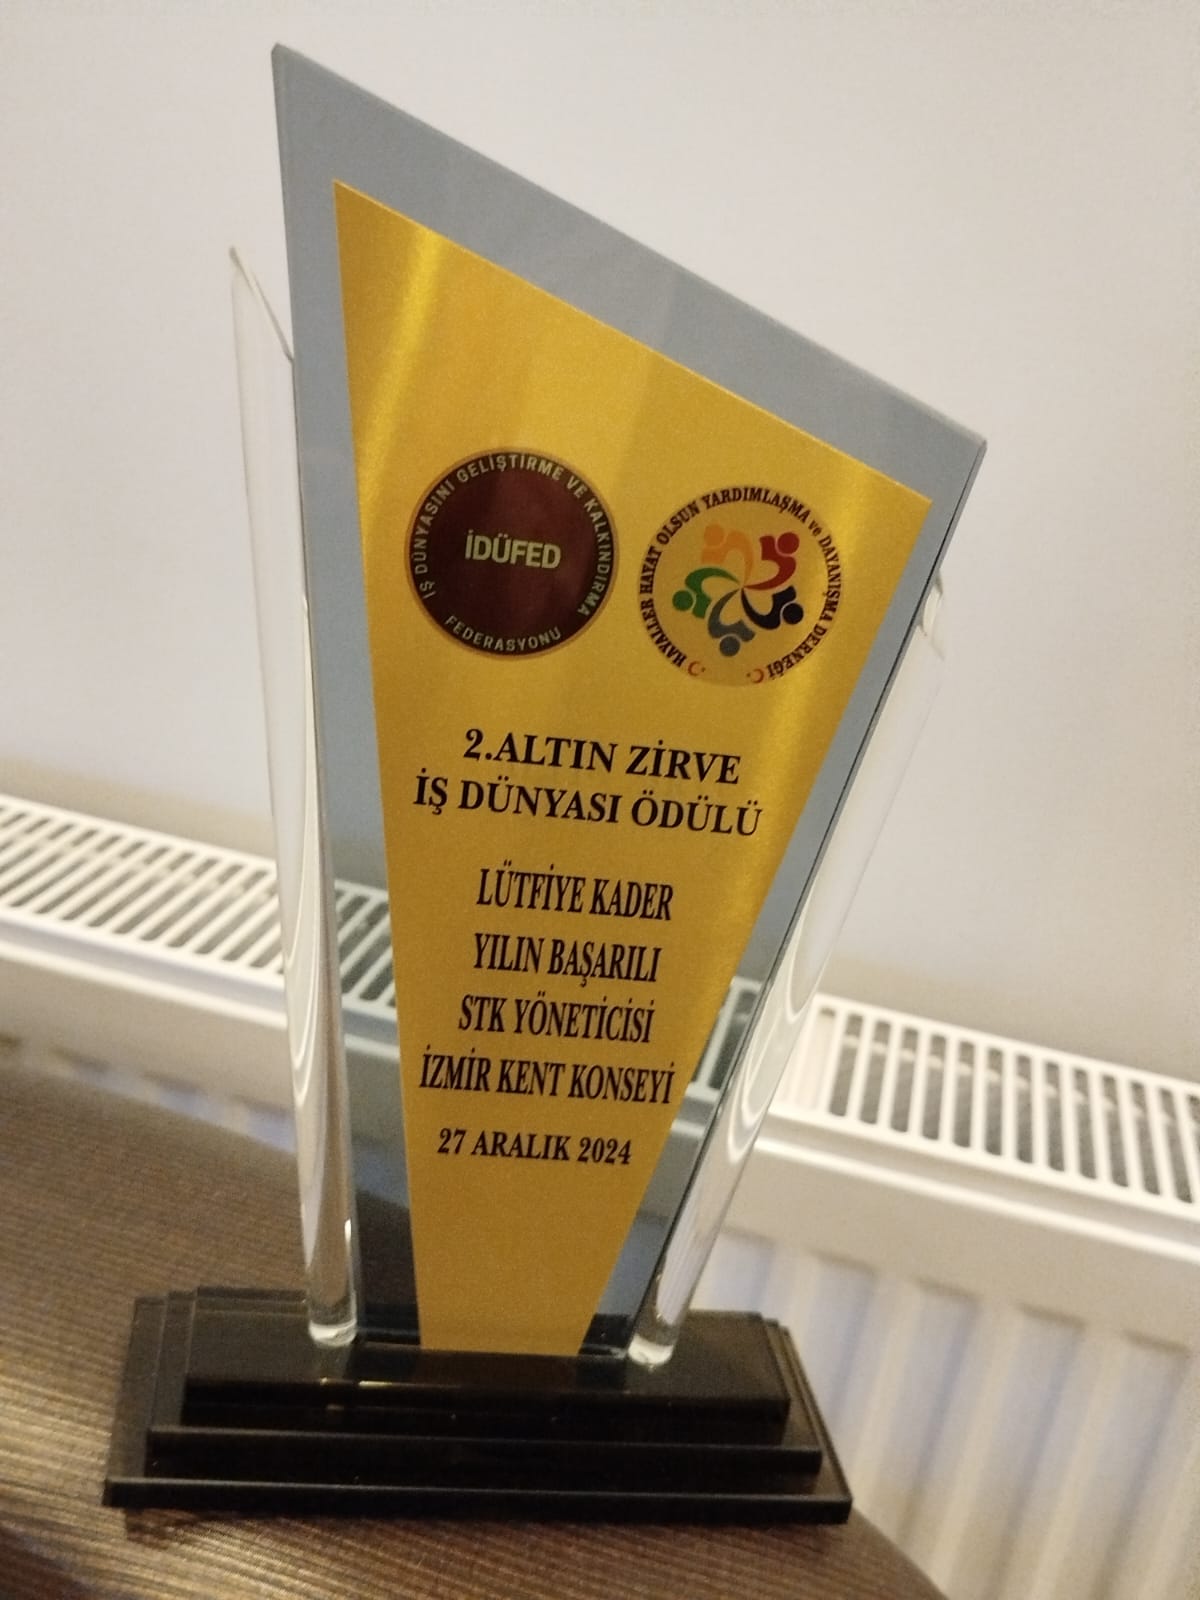 İŞ DÜNYASINI GELİŞTİRME VE KALKINDIRMA
İDÜFED
FEDERASYONU
HAYALLER HAYAT OLSUN YARDIMLAŞMA ve DAYANIŞMA DERNEĞİ
2.ALTIN ZİRVE
İŞ DÜNYASI ÖDÜLÜ
LÜTFİYE KADER
YILIN BAŞARILI
STK YÖNETİCİSİ
İZMİR KENT KONSEYİ
27 ARALIK 2024